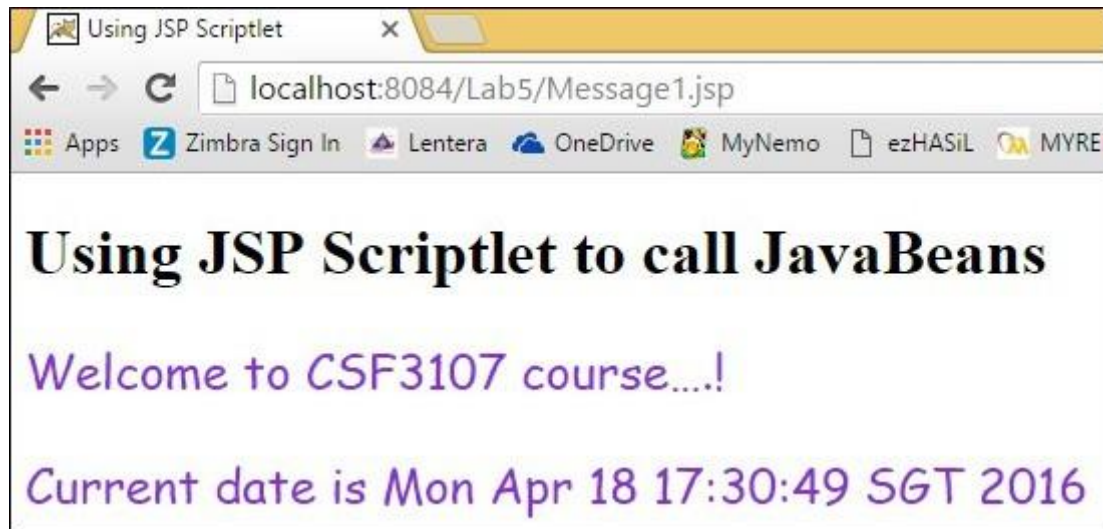 Using JSP Scriptlet
localhost:8084/Lab5/Message1.jsp
Apps Zimbra Sign In Lentera OneDrive MyNemo ezHASiL MYRE
Using JSP Scriptlet to call JavaBeans
Welcome to CSF3107 course....!
Current date is Mon Apr 18 17:30:49 SGT 2016